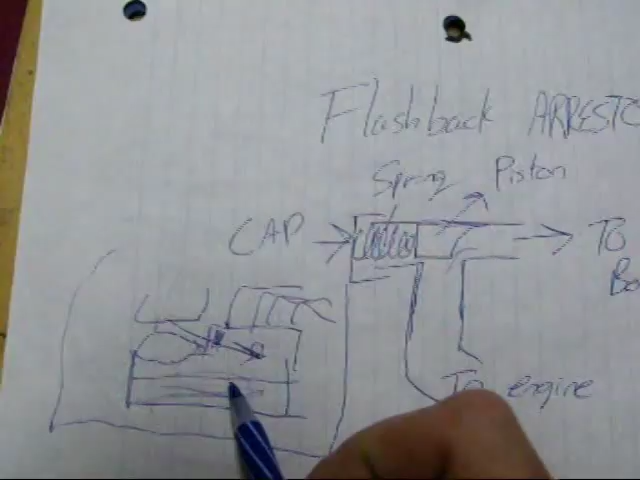 Flashback ARRESTO
Spring Piston
CAP
TO
Bo
To engine